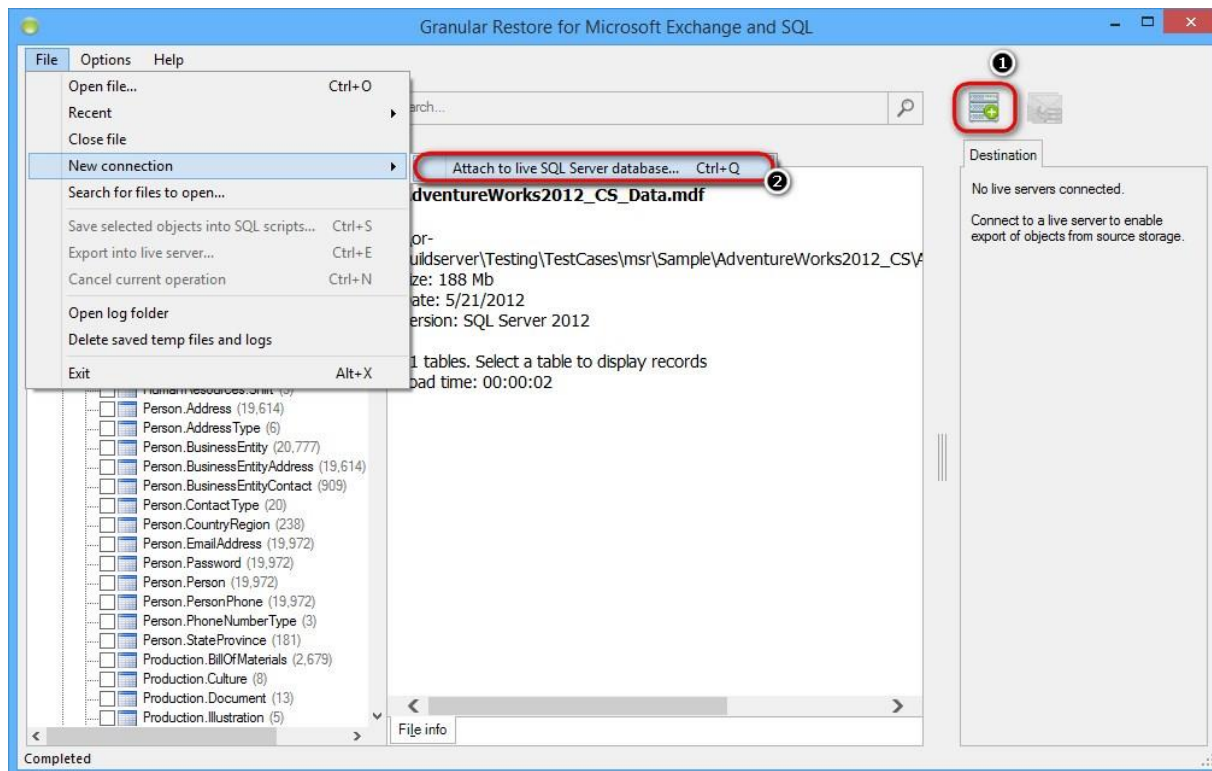 Granular Restore for Microsoft Exchange and SQL
File Options Help
Open file... Ctrl+O
Recent
Close file
New connection
Search for files to open...
Save selected objects into SQL scripts... Ctrl+S
Export into live server... Ctrl+E
Cancel current operation Ctrl+N
Open log folder
Delete saved temp files and logs
Exit Alt+X
Attach to live SQL Server database... Ctrl+Q
1
2
arch...
dventureWorks2012_CS_Data.mdf
or-
uildserver\Testing\TestCases\msr\Sample\AdventureWorks2012_CS\A
ze: 188 Mb
ate: 5/21/2012
ersion: SQL Server 2012
1 tables. Select a table to display records
oad time: 00:00:02
Person.Address (19,614)
Person.AddressType (6)
Person.BusinessEntity (20,777)
Person.BusinessEntityAddress (19,614)
Person.BusinessEntityContact (909)
Person.ContactType (20)
Person.CountryRegion (238)
Person.EmailAddress (19,972)
Person.Password (19,972)
Person.Person (19,972)
Person.PersonPhone (19,972)
Person.PhoneNumberType (3)
Person.StateProvince (181)
Production.BillOfMaterials (2,679)
Production.Culture (8)
Production.Document (13)
Production.Illustration (5)
File info
Destination
No live servers connected.
Connect to a live server to enable
export of objects from source storage.
Completed